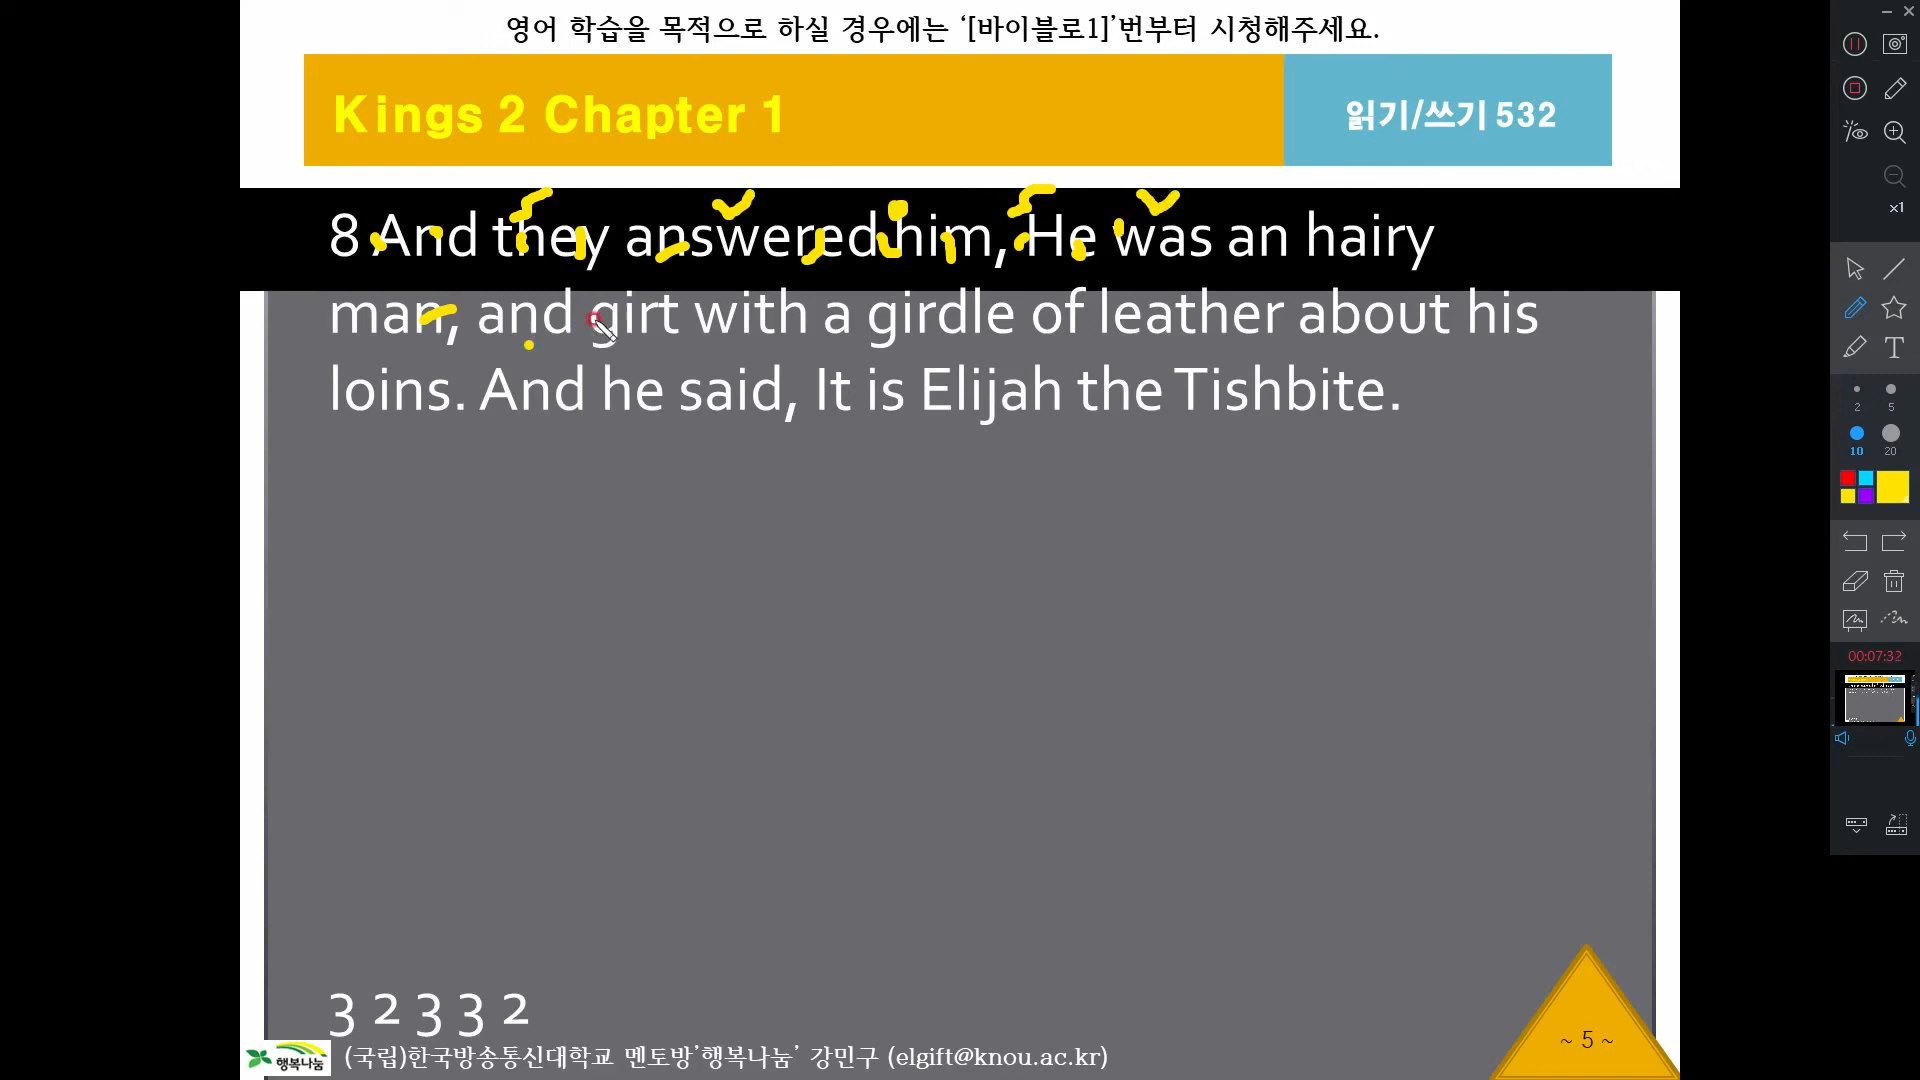 영어 학습을 목적으로 하실 경우에는 ‘[바이블로1]’번부터 시청해주세요.
Kings 2 Chapter 1
읽기/쓰기 532
8 And they answered him, He was an hairy
man, and girt with a girdle of leather about his
loins. And he said, It is Elijah the Tishbite.
3 2 3 3 2
행복나눔
(국립)한국방송통신대학교 멘토방’행복나눔’ 강민구 (elgift@knou.ac.kr)
~ 5 ~
x1
T
2 5
10 20
00:07:32